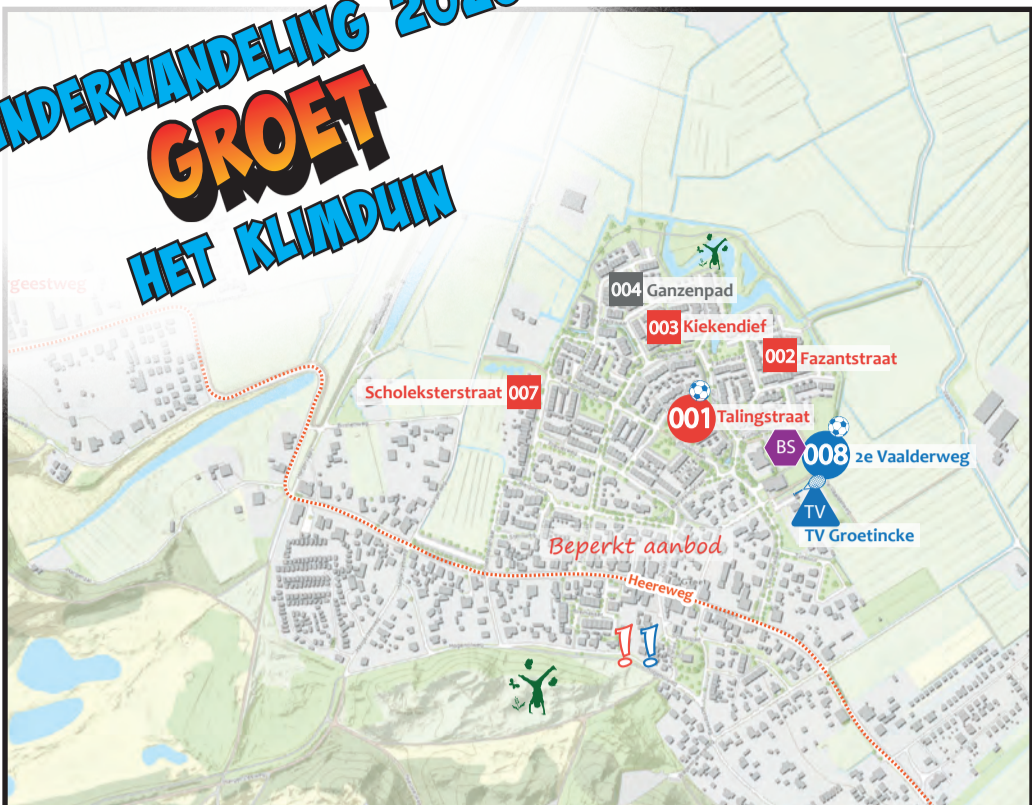 NDERWANDELING 202
GROET
HET KLIMDUIN
rgeestweg
004 Ganzenpad
003 Kiekendief
002 Fazantstraat
Scholeksterstraat 007
001 Talingstraat
BS 008 2e Vaalderweg
TV
TV Groetincke
Beperkt aanbod
Heereweg
!!